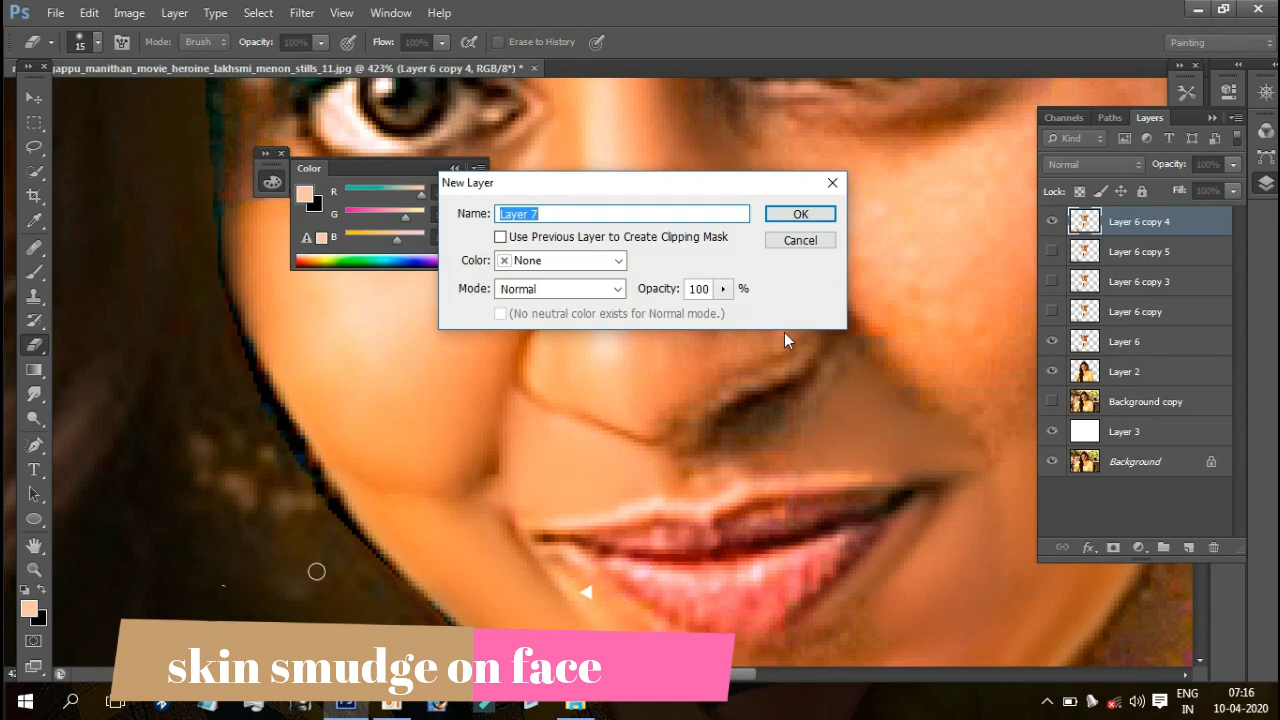 Ps File Edit Image Layer Type Select Filter View Window Help
15 Mode: Brush Opacity: 100% Flow: 100% Erase to History Painting
gappu_manithan_movie_heroine_lakhsmi_menon_stills_11.jpg @ 423% (Layer 6 copy 4, RGB/8*) *
Color
R
G
B
New Layer
Name: Layer 7 OK
Use Previous Layer to Create Clipping Mask Cancel
Color: None
Mode: Normal Opacity: 100 %
(No neutral color exists for Normal mode.)
Channels Paths Layers
Kind
Normal Opacity: 100%
Lock: Fill: 100%
Layer 6 copy 4
Layer 6 copy 5
Layer 6 copy 3
Layer 6 copy
Layer 6
Layer 2
Background copy
Layer 3
Background
fx
skin smudge on face
ENG 07:16
IN 10-04-2020